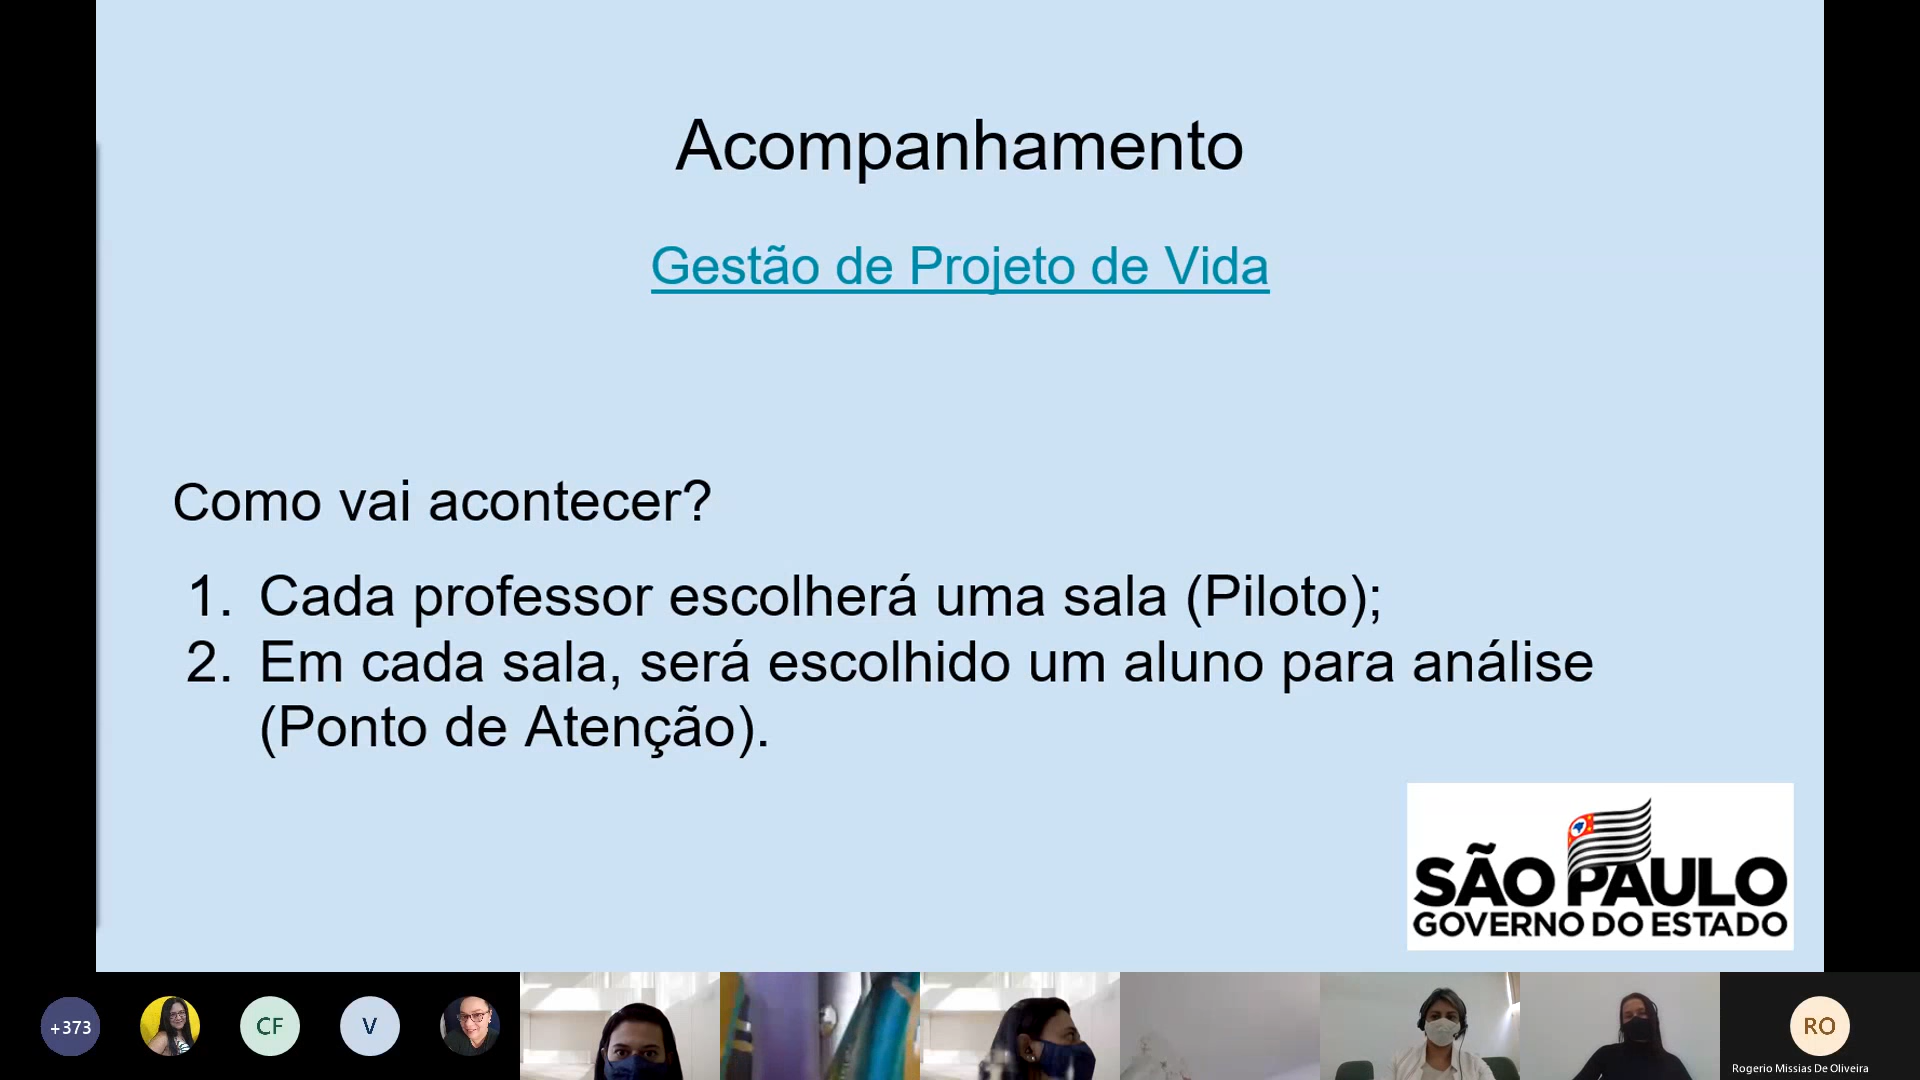 Acompanhamento
Gestão de Projeto de Vida
Como vai acontecer?
1. Cada professor escolherá uma sala (Piloto);
2. Em cada sala, será escolhido um aluno para análise
(Ponto de Atenção).
SÃO PAULO
GOVERNO DO ESTADO
+373
CF
V
RO
Rogerio Missias De Oliveira